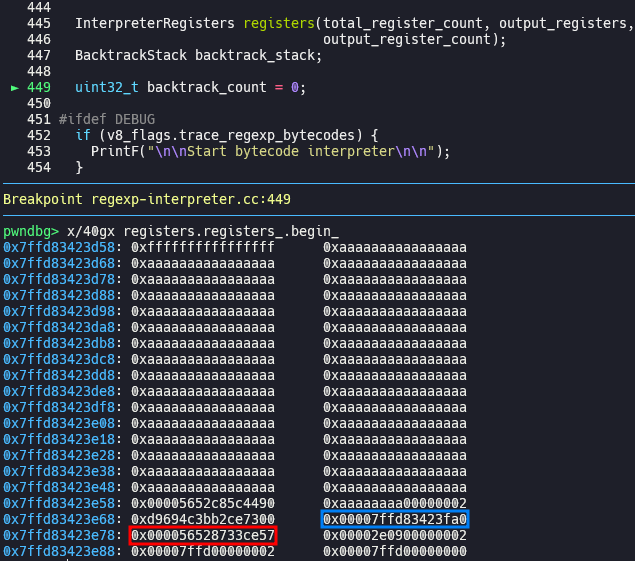 444
445   InterpreterRegisters registers(total_register_count, output_registers,
446                                  output_register_count);
447   BacktrackStack backtrack_stack;
448
► 449   uint32_t backtrack_count = 0;
450
451 #ifdef DEBUG
452   if (v8_flags.trace_regexp_bytecodes) {
453     PrintF("\n\nStart bytecode interpreter\n\n");
454   }
Breakpoint regexp-interpreter.cc:449
pwndbg> x/40gx registers.registers_.begin_
0x7ffd83423d58: 0xffffffffffffffff 0xaaaaaaaaaaaaaaaa
0x7ffd83423d68: 0xaaaaaaaaaaaaaaaa 0xaaaaaaaaaaaaaaaa
0x7ffd83423d78: 0xaaaaaaaaaaaaaaaa 0xaaaaaaaaaaaaaaaa
0x7ffd83423d88: 0xaaaaaaaaaaaaaaaa 0xaaaaaaaaaaaaaaaa
0x7ffd83423d98: 0xaaaaaaaaaaaaaaaa 0xaaaaaaaaaaaaaaaa
0x7ffd83423da8: 0xaaaaaaaaaaaaaaaa 0xaaaaaaaaaaaaaaaa
0x7ffd83423db8: 0xaaaaaaaaaaaaaaaa 0xaaaaaaaaaaaaaaaa
0x7ffd83423dc8: 0xaaaaaaaaaaaaaaaa 0xaaaaaaaaaaaaaaaa
0x7ffd83423dd8: 0xaaaaaaaaaaaaaaaa 0xaaaaaaaaaaaaaaaa
0x7ffd83423de8: 0xaaaaaaaaaaaaaaaa 0xaaaaaaaaaaaaaaaa
0x7ffd83423df8: 0xaaaaaaaaaaaaaaaa 0xaaaaaaaaaaaaaaaa
0x7ffd83423e08: 0xaaaaaaaaaaaaaaaa 0xaaaaaaaaaaaaaaaa
0x7ffd83423e18: 0xaaaaaaaaaaaaaaaa 0xaaaaaaaaaaaaaaaa
0x7ffd83423e28: 0xaaaaaaaaaaaaaaaa 0xaaaaaaaaaaaaaaaa
0x7ffd83423e38: 0xaaaaaaaaaaaaaaaa 0xaaaaaaaaaaaaaaaa
0x7ffd83423e48: 0xaaaaaaaaaaaaaaaa 0xaaaaaaaaaaaaaaaa
0x7ffd83423e58: 0x00005652c85c4490 0xaaaaaaaa00000002
0x7ffd83423e68: 0xd9694c3bb2ce7300 0x00007ffd83423fa0
0x7ffd83423e78: 0x000056528733ce57 0x00002e0900000002
0x7ffd83423e88: 0x00007ffd00000002 0x00007ffd00000000